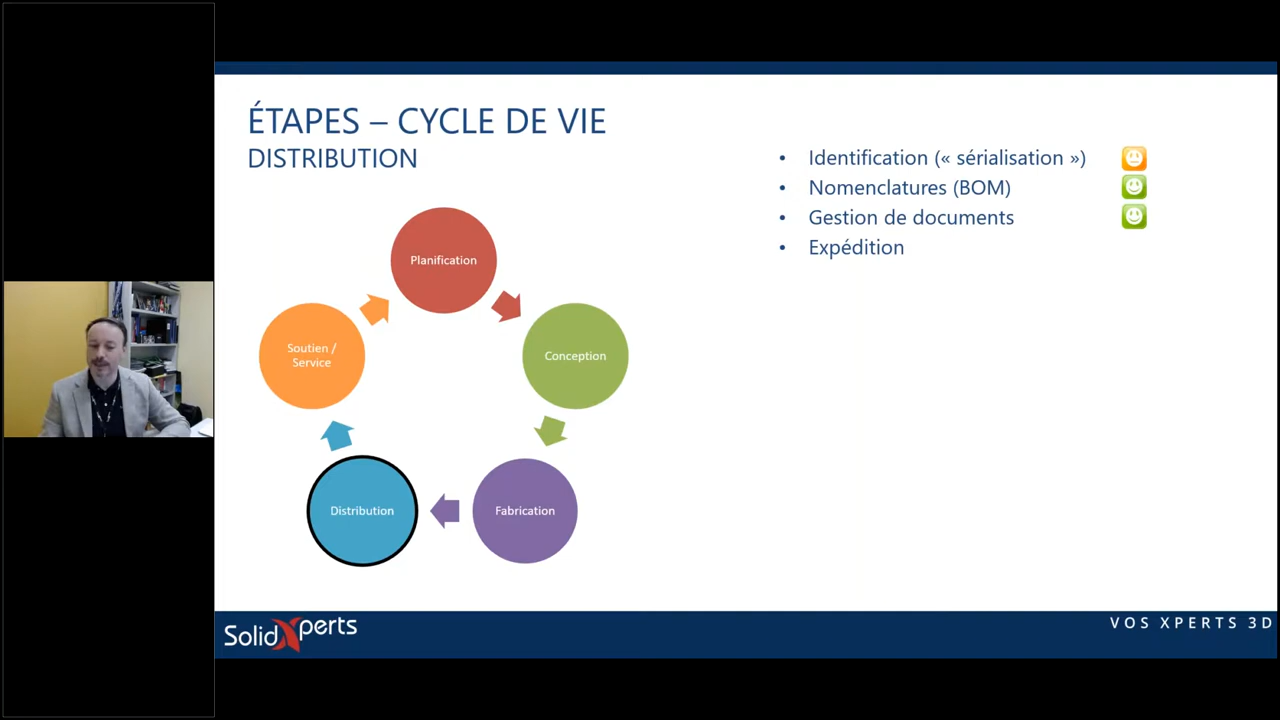 ÉTAPES – CYCLE DE VIE
DISTRIBUTION
• Identification (« sérialisation »)
• Nomenclatures (BOM)
• Gestion de documents
• Expédition
Planification
Conception
Fabrication
Distribution
Soutien /
Service
SolidXperts
VOS XPERTS 3D